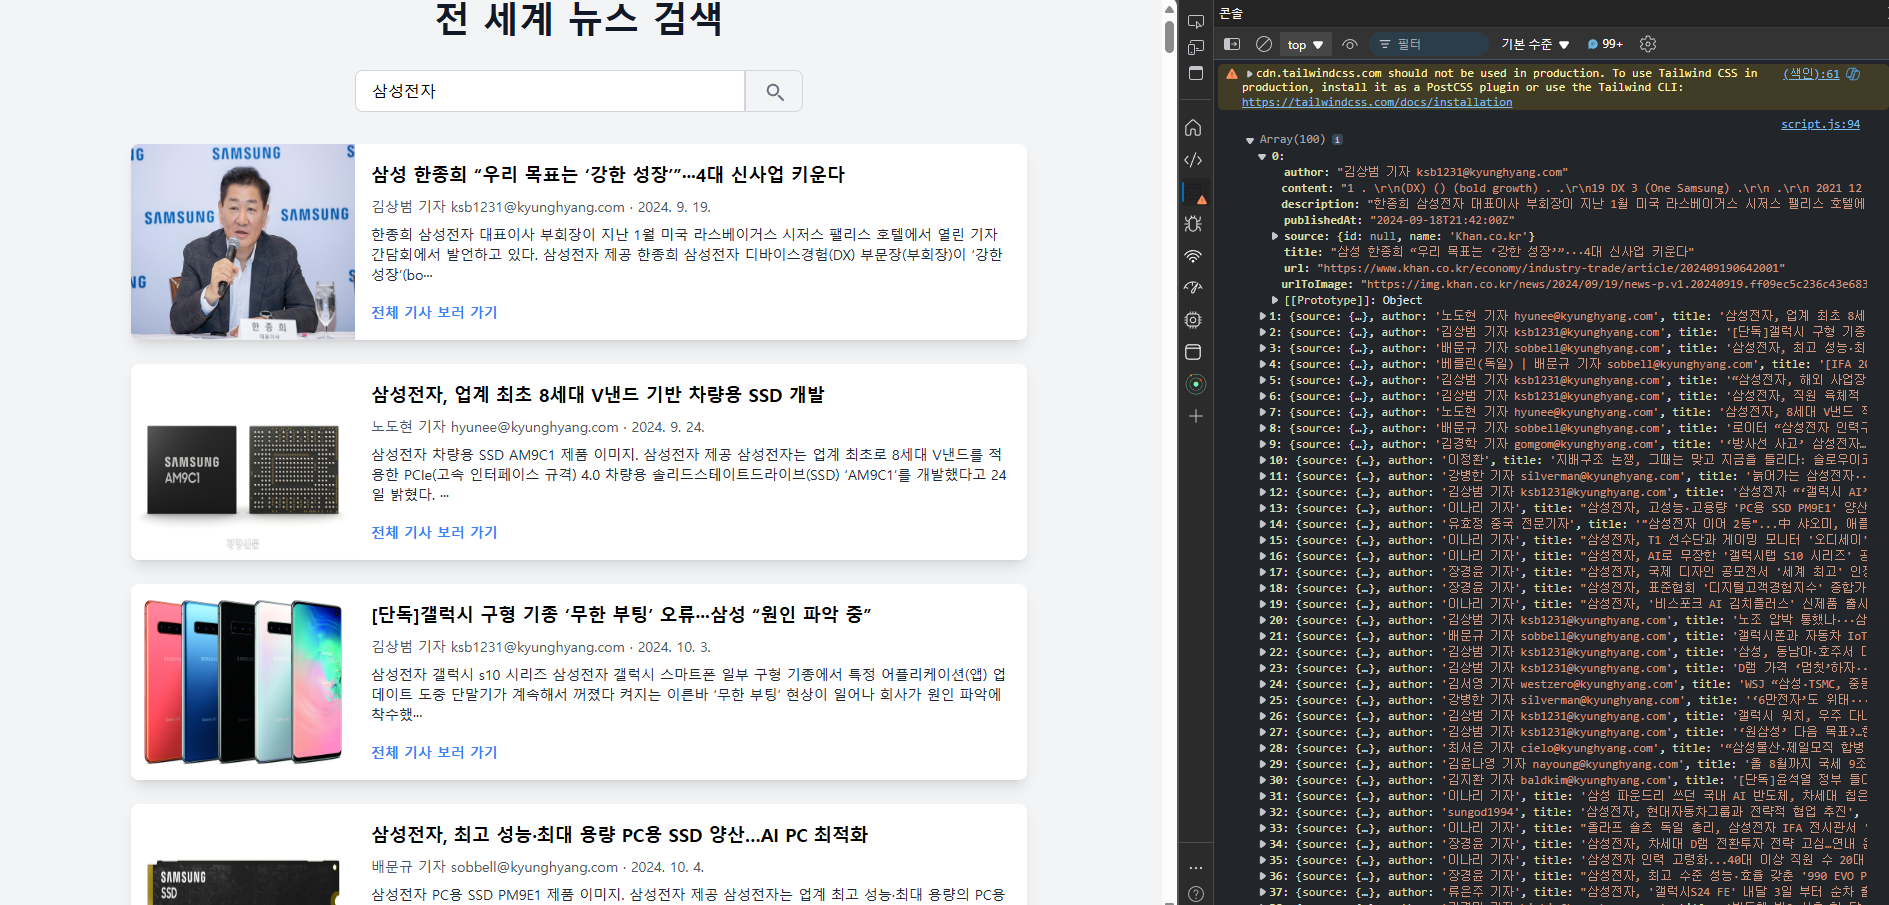 전 세계 뉴스 검색
삼성전자
SAMSUNG
SAMSUNG
SAMSUNG
한 종 희
대표이사
삼성 한종희 “우리 목표는 ‘강한 성장’”…4대 신사업 키운다
김상범 기자 ksb1231@kyunghyang.com · 2024. 9. 19.
한종희 삼성전자 대표이사 부회장이 지난 1월 미국 라스베이거스 시저스 팰리스 호텔에서 열린 기자
간담회에서 발언하고 있다. 삼성전자 제공 한종희 삼성전자 디바이스경험(DX) 부문장(부회장)이 ‘강한
성장’(bo…
전체 기사 보러 가기
SAMSUNG
AM9C1
경향신문
삼성전자, 업계 최초 8세대 V낸드 기반 차량용 SSD 개발
노도현 기자 hyunee@kyunghyang.com · 2024. 9. 24.
삼성전자 차량용 SSD AM9C1 제품 이미지. 삼성전자 제공 삼성전자는 업계 최초로 8세대 V낸드를 적
용한 PCIe(고속 인터페이스 규격) 4.0 차량용 솔리드스테이트드라이브(SSD) ‘AM9C1’를 개발했다고 24
일 밝혔다. …
전체 기사 보러 가기
[단독]갤럭시 구형 기종 ‘무한 부팅’ 오류…삼성 “원인 파악 중”
김상범 기자 ksb1231@kyunghyang.com · 2024. 10. 3.
삼성전자 갤럭시 s10 시리즈 삼성전자 갤럭시 스마트폰 일부 구형 기종에서 특정 어플리케이션(앱) 업
데이트 도중 단말기가 계속해서 꺼졌다 켜지는 이른바 ‘무한 부팅’ 현상이 일어나 회사가 원인 파악에
착수했…
전체 기사 보러 가기
SAMSUNG
SSD
삼성전자, 최고 성능·최대 용량 PC용 SSD 양산…AI PC 최적화
배문규 기자 sobbell@kyunghyang.com · 2024. 10. 4.
삼성전자 PC용 SSD PM9E1 제품 이미지. 삼성전자 제공 삼성전자는 업계 최고 성능·최대 용량의 PC용
콘솔
top 필터 기본 수준 99+
cdn.tailwindcss.com should not be used in production. To use Tailwind CSS in (색인):61
production, install it as a PostCSS plugin or use the Tailwind CLI:
https://tailwindcss.com/docs/installation
script.js:94
Array(100)
0:
author: "김상범 기자 ksb1231@kyunghyang.com"
content: "1 . \r\n(DX) () (bold growth) . .\r\n19 DX 3 (One Samsung) .\r\n .\r\n 2021 12
description: "한종희 삼성전자 대표이사 부회장이 지난 1월 미국 라스베이거스 시저스 팰리스 호텔에
publishedAt: "2024-09-18T21:42:00Z"
source: {id: null, name: 'Khan.co.kr'}
title: "삼성 한종희 “우리 목표는 ‘강한 성장’”…4대 신사업 키운다"
url: "https://www.khan.co.kr/economy/industry-trade/article/202409190642001"
urlToImage: "https://img.khan.co.kr/news/2024/09/19/news-p.v1.20240919.ff09ec5c236c43e683
[[Prototype]]: Object
1: {source: {…}, author: '노도현 기자 hyunee@kyunghyang.com', title: '삼성전자, 업계 최초 8세
2: {source: {…}, author: '김상범 기자 ksb1231@kyunghyang.com', title: '[단독]갤럭시 구형 기종
3: {source: {…}, author: '배문규 기자 sobbell@kyunghyang.com', title: '삼성전자, 최고 성능·최
4: {source: {…}, author: '베를린(독일) | 배문규 기자 sobbell@kyunghyang.com', title: '[IFA 20
5: {source: {…}, author: '김상범 기자 ksb1231@kyunghyang.com', title: '“삼성전자, 해외 사업장
6: {source: {…}, author: '김상범 기자 ksb1231@kyunghyang.com', title: '삼성전자, 직원 육체적
7: {source: {…}, author: '노도현 기자 hyunee@kyunghyang.com', title: '삼성전자, 8세대 V낸드
8: {source: {…}, author: '배문규 기자 sobbell@kyunghyang.com', title: '로이터 “삼성전자 인력
9: {source: {…}, author: '김경학 기자 gomgom@kyunghyang.com', title: '‘방사선 사고’ 삼성전자…
10: {source: {…}, author: '이정환', title: '지배구조 논쟁, 그때는 맞고 지금은 틀리다: 슬로우이
11: {source: {…}, author: '강병한 기자 silverman@kyunghyang.com', title: '늙어가는 삼성전자…
12: {source: {…}, author: '김상범 기자 ksb1231@kyunghyang.com', title: '삼성전자 “‘갤럭시 AI’
13: {source: {…}, author: '이나리 기자', title: "삼성전자, 고성능·고용량 'PC용 SSD PM9E1' 양산
14: {source: {…}, author: '유효정 중국 전문기자', title: '"삼성전자 이어 2등"...中 샤오미, 애플
15: {source: {…}, author: '이나리 기자', title: "삼성전자, T1 선수단과 게이밍 모니터 '오디세이'
16: {source: {…}, author: '이나리 기자', title: "삼성전자, AI로 무장한 '갤럭시탭 S10 시리즈' 공
17: {source: {…}, author: '장경윤 기자', title: "삼성전자, 국제 디자인 공모전서 '세계 최고' 인정
18: {source: {…}, author: '장경윤 기자', title: "삼성전자, 표준협회 '디지털고객경험지수' 종합가
19: {source: {…}, author: '이나리 기자', title: "삼성전자, '비스포크 AI 김치플러스' 신제품 출시
20: {source: {…}, author: '김상범 기자 ksb1231@kyunghyang.com', title: '노조 압박 통했나…삼
21: {source: {…}, author: '배문규 기자 sobbell@kyunghyang.com', title: '갤럭시폰과 자동차 IoT
22: {source: {…}, author: '김상범 기자 ksb1231@kyunghyang.com', title: '삼성, 동남아·호주서 대
23: {source: {…}, author: '김상범 기자 ksb1231@kyunghyang.com', title: 'D램 가격 ‘멈칫’하자…
24: {source: {…}, author: '김서영 기자 westzero@kyunghyang.com', title: 'WSJ “삼성·TSMC, 중동
25: {source: {…}, author: '강병한 기자 silverman@kyunghyang.com', title: '‘6만전자’도 위태…
26: {source: {…}, author: '김상범 기자 ksb1231@kyunghyang.com', title: '갤럭시 워치, 우주 다녀
27: {source: {…}, author: '김상범 기자 ksb1231@kyunghyang.com', title: '‘원삼성’ 다음 목표?…한
28: {source: {…}, author: '최서은 기자 cielo@kyunghyang.com', title: '“삼성물산·제일모직 합병
29: {source: {…}, author: '김윤나영 기자 nayoung@kyunghyang.com', title: '올 8월까지 국세 9조
30: {source: {…}, author: '김지환 기자 baldkim@kyunghyang.com', title: '[단독]윤석열 정부 들어
31: {source: {…}, author: '이나리 기자', title: '삼성 파운드리 쓰던 국내 AI 반도체, 차세대 칩은
32: {source: {…}, author: 'sungod1994', title: '삼성전자, 현대자동차그룹과 전략적 협업 추진',
33: {source: {…}, author: '이나리 기자', title: "올라프 숄츠 독일 총리, 삼성전자 IFA 전시관서
34: {source: {…}, author: '장경윤 기자', title: '삼성전자, 차세대 D램 전환투자 전략 고심…연내
35: {source: {…}, author: '이나리 기자', title: '삼성전자 인력 고령화...40대 이상 직원 수 20대
36: {source: {…}, author: '장경윤 기자', title: "삼성전자, 최고 수준 성능·효율 갖춘 '990 EVO P
37: {source: {…}, author: '류은주 기자', title: "삼성전자, '갤럭시S24 FE' 내달 3일 부터 순차 출